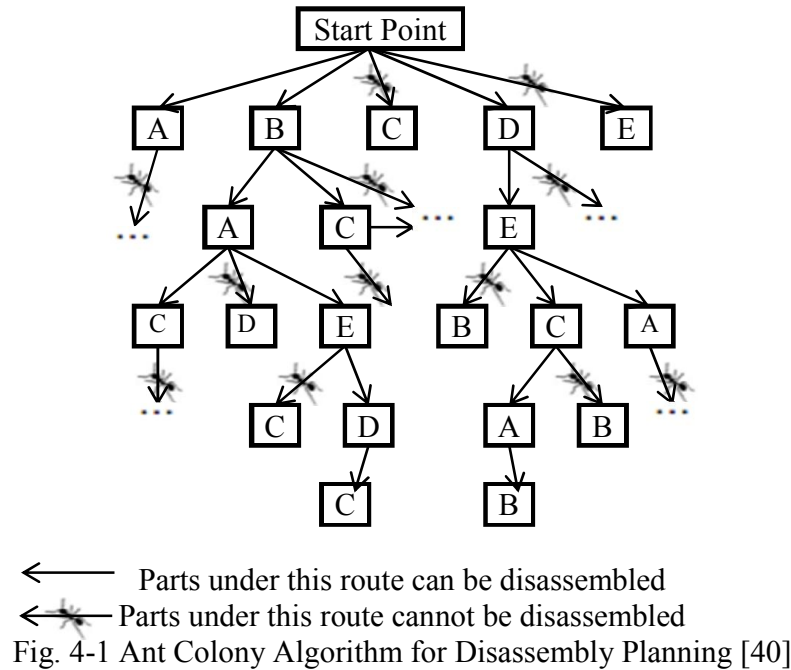 Start Point
A B C D E
...
A C ... E ...
C D E B C A
... C D A B ...
C B
Parts under this route can be disassembled
Parts under this route cannot be disassembled
Fig. 4-1 Ant Colony Algorithm for Disassembly Planning [40]